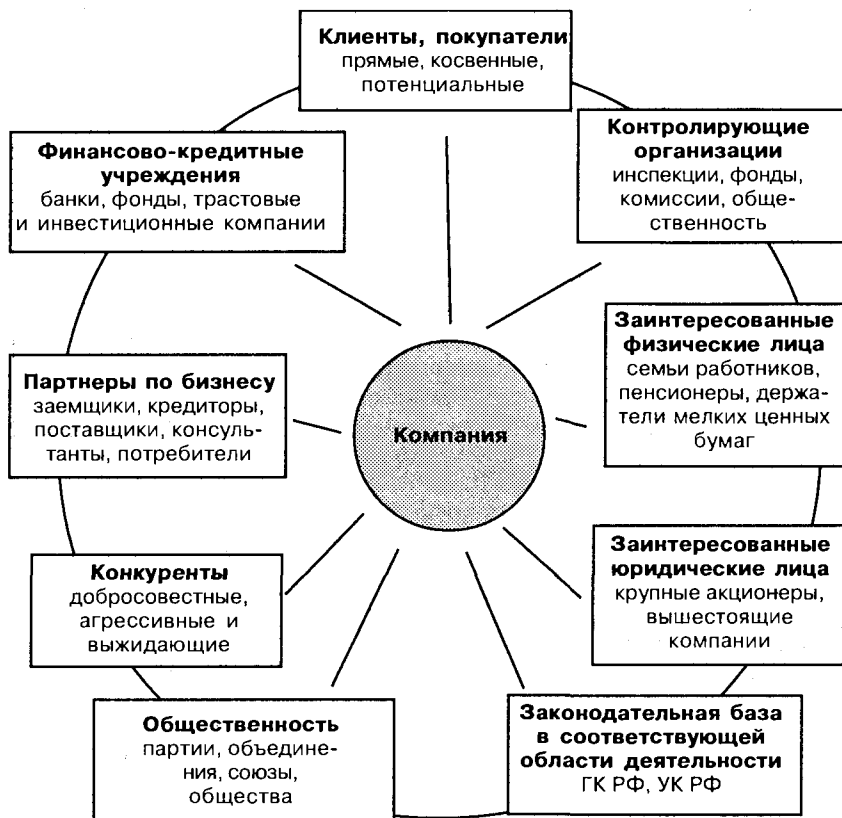 Клиенты, покупатели
прямые, косвенные,
потенциальные
Контролирующие
организации
инспекции, фонды,
комиссии, обще-
ственность
Финансово-кредитные
учреждения
банки, фонды, трастовые
и инвестиционные компании
Заинтересованные
физические лица
семьи работников,
пенсионеры, держа-
тели мелких ценных
бумаг
Партнеры по бизнесу
заемщики, кредиторы,
поставщики, консуль-
танты, потребители
Компания
Заинтересованные
юридические лица
крупные акционеры,
вышестоящие
компании
Конкуренты
добросовестные,
агрессивные и
выжидающие
Общественность
партии, объедине-
ния, союзы,
общества
Законодательная база
в соответствующей
области деятельности
ГК РФ, УК РФ